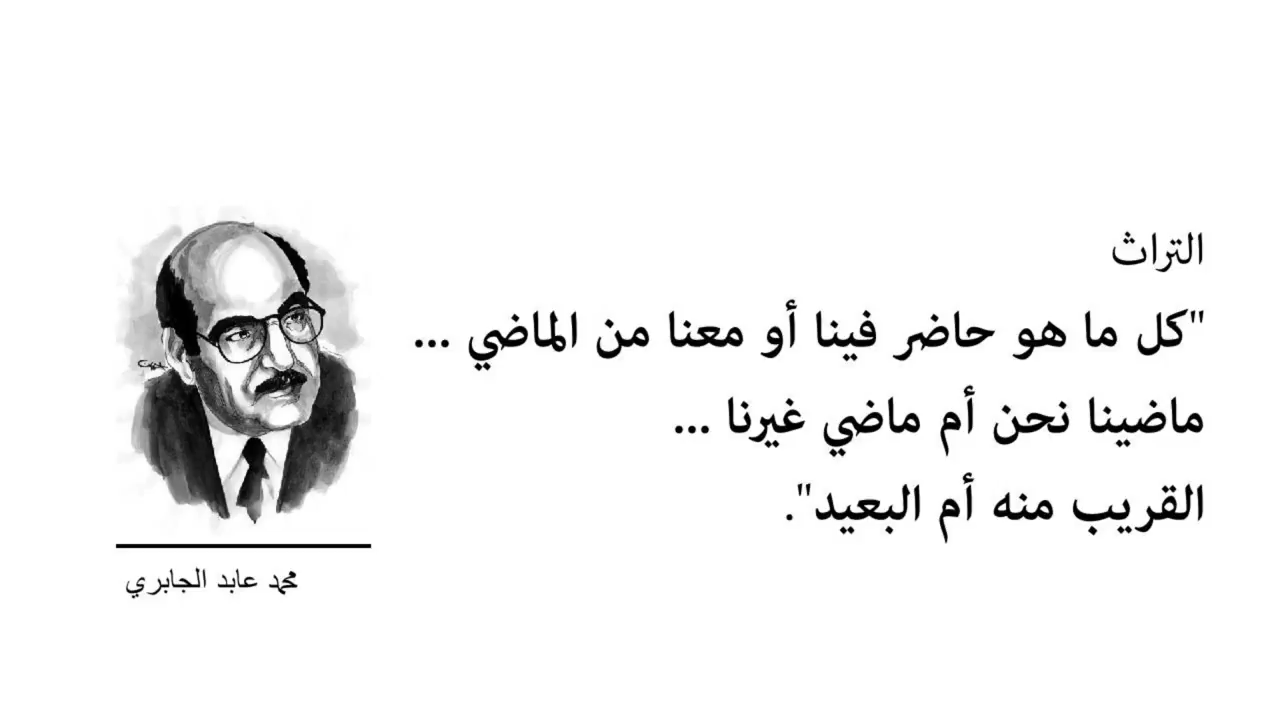 التراث
"كل ما هو حاضر فينا أو معنا من الماضي ...
ماضينا نحن أم ماضي غيرنا ...
القريب منه أم البعيد".
محمد عابد الجابري